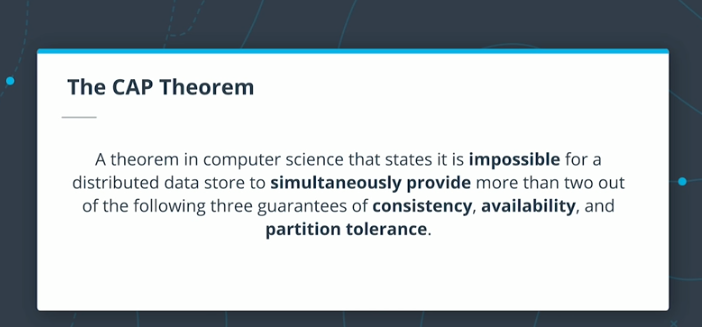 The CAP Theorem
A theorem in computer science that states it is impossible for a
distributed data store to simultaneously provide more than two out
of the following three guarantees of consistency, availability, and
partition tolerance.